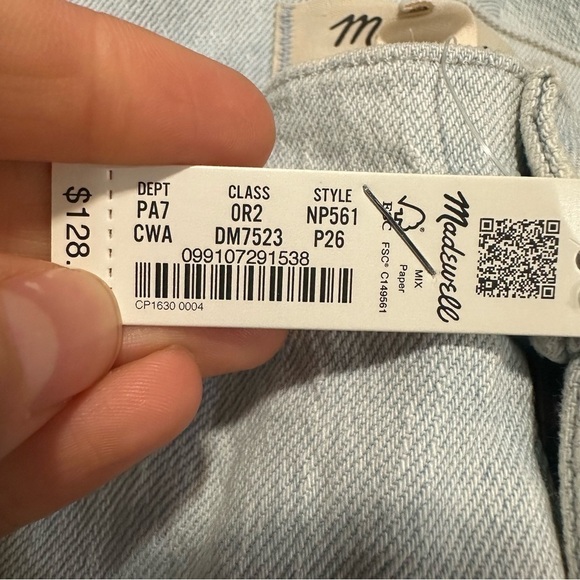 M
$128.
DEPT CLASS STYLE
PA7 0R2 NP561
CWA DM7523 P26
099107291538
CP1630 0004
FSC®
MIX
Paper
FSC® C149561
Madewell